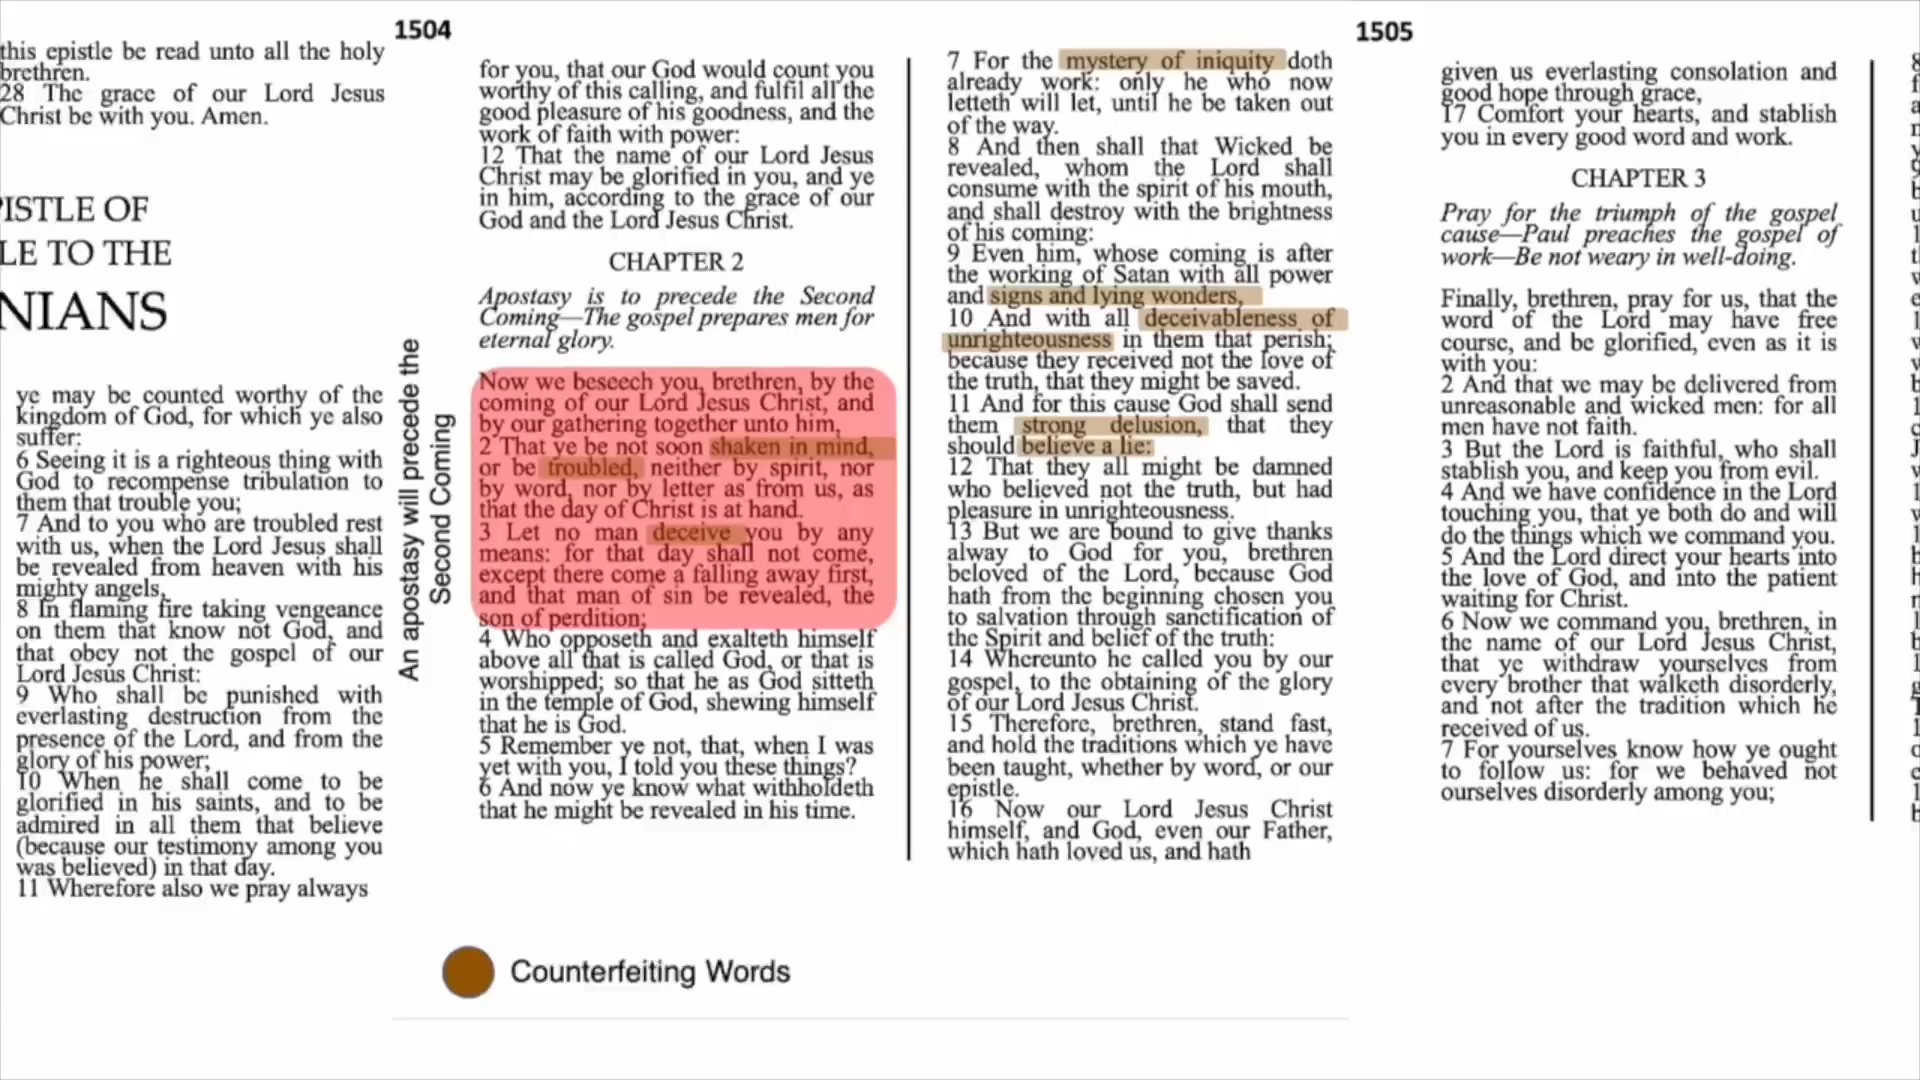 this epistle be read unto all the holy
brethren.
28 The grace of our Lord Jesus
Christ be with you. Amen.
PISTLE OF
LE TO THE
NIANS
ye may be counted worthy of the
kingdom of God, for which ye also
suffer:
6 Seeing it is a righteous thing with
God to recompense tribulation to
them that trouble you;
7 And to you who are troubled rest
with us, when the Lord Jesus shall
be revealed from heaven with his
mighty angels,
8 In flaming fire taking vengeance
on them that know not God, and
that obey not the gospel of our
Lord Jesus Christ:
9 Who shall be punished with
everlasting destruction from the
presence of the Lord, and from the
glory of his power;
10 When he shall come to be
glorified in his saints, and to be
admired in all them that believe
(because our testimony among you
was believed) in that day.
11 Wherefore also we pray always
1504
An apostasy will precede the
Second Coming
for you, that our God would count you
worthy of this calling, and fulfil all the
good pleasure of his goodness, and the
work of faith with power:
12 That the name of our Lord Jesus
Christ may be glorified in you, and ye
in him, according to the grace of our
God and the Lord Jesus Christ.
CHAPTER 2
Apostasy is to precede the Second
Coming—The gospel prepares men for
eternal glory.
Now we beseech you, brethren, by the
coming of our Lord Jesus Christ, and
by our gathering together unto him,
2 That ye be not soon shaken in mind,
or be troubled, neither by spirit, nor
by word, nor by letter as from us, as
that the day of Christ is at hand.
3 Let no man deceive you by any
means: for that day shall not come,
except there come a falling away first,
and that man of sin be revealed, the
son of perdition;
4 Who opposeth and exalteth himself
above all that is called God, or that is
worshipped; so that he as God sitteth
in the temple of God, shewing himself
that he is God.
5 Remember ye not, that, when I was
yet with you, I told you these things?
6 And now ye know what withholdeth
that he might be revealed in his time.
7 For the mystery of iniquity doth
already work: only he who now
letteth will let, until he be taken out
of the way.
8 And then shall that Wicked be
revealed, whom the Lord shall
consume with the spirit of his mouth,
and shall destroy with the brightness
of his coming:
9 Even him, whose coming is after
the working of Satan with all power
and signs and lying wonders,
10 And with all deceivableness of
unrighteousness in them that perish;
because they received not the love of
the truth, that they might be saved.
11 And for this cause God shall send
them strong delusion, that they
should believe a lie:
12 That they all might be damned
who believed not the truth, but had
pleasure in unrighteousness.
13 But we are bound to give thanks
alway to God for you, brethren
beloved of the Lord, because God
hath from the beginning chosen you
to salvation through sanctification of
the Spirit and belief of the truth:
14 Whereunto he called you by our
gospel, to the obtaining of the glory
of our Lord Jesus Christ.
15 Therefore, brethren, stand fast,
and hold the traditions which ye have
been taught, whether by word, or our
epistle.
16 Now our Lord Jesus Christ
himself, and God, even our Father,
which hath loved us, and hath
1505
given us everlasting consolation and
good hope through grace,
17 Comfort your hearts, and stablish
you in every good word and work.
CHAPTER 3
Pray for the triumph of the gospel
cause—Paul preaches the gospel of
work—Be not weary in well-doing.
Finally, brethren, pray for us, that the
word of the Lord may have free
course, and be glorified, even as it is
with you:
2 And that we may be delivered from
unreasonable and wicked men: for all
men have not faith.
3 But the Lord is faithful, who shall
stablish you, and keep you from evil.
4 And we have confidence in the Lord
touching you, that ye both do and will
do the things which we command you.
5 And the Lord direct your hearts into
the love of God, and into the patient
waiting for Christ.
6 Now we command you, brethren, in
the name of our Lord Jesus Christ,
that ye withdraw yourselves from
every brother that walketh disorderly,
and not after the tradition which he
received of us.
7 For yourselves know how ye ought
to follow us: for we behaved not
ourselves disorderly among you;
Counterfeiting Words